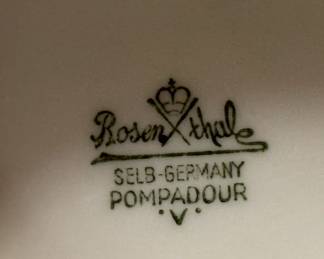 Rosenthal
SELB-GERMANY
POMPADOUR
V